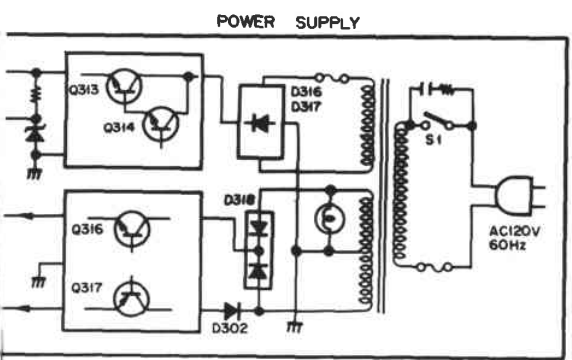 POWER SUPPLY
Q313
Q314
D316
D317
S1
AC120V
60Hz
D318
Q316
Q317
D302